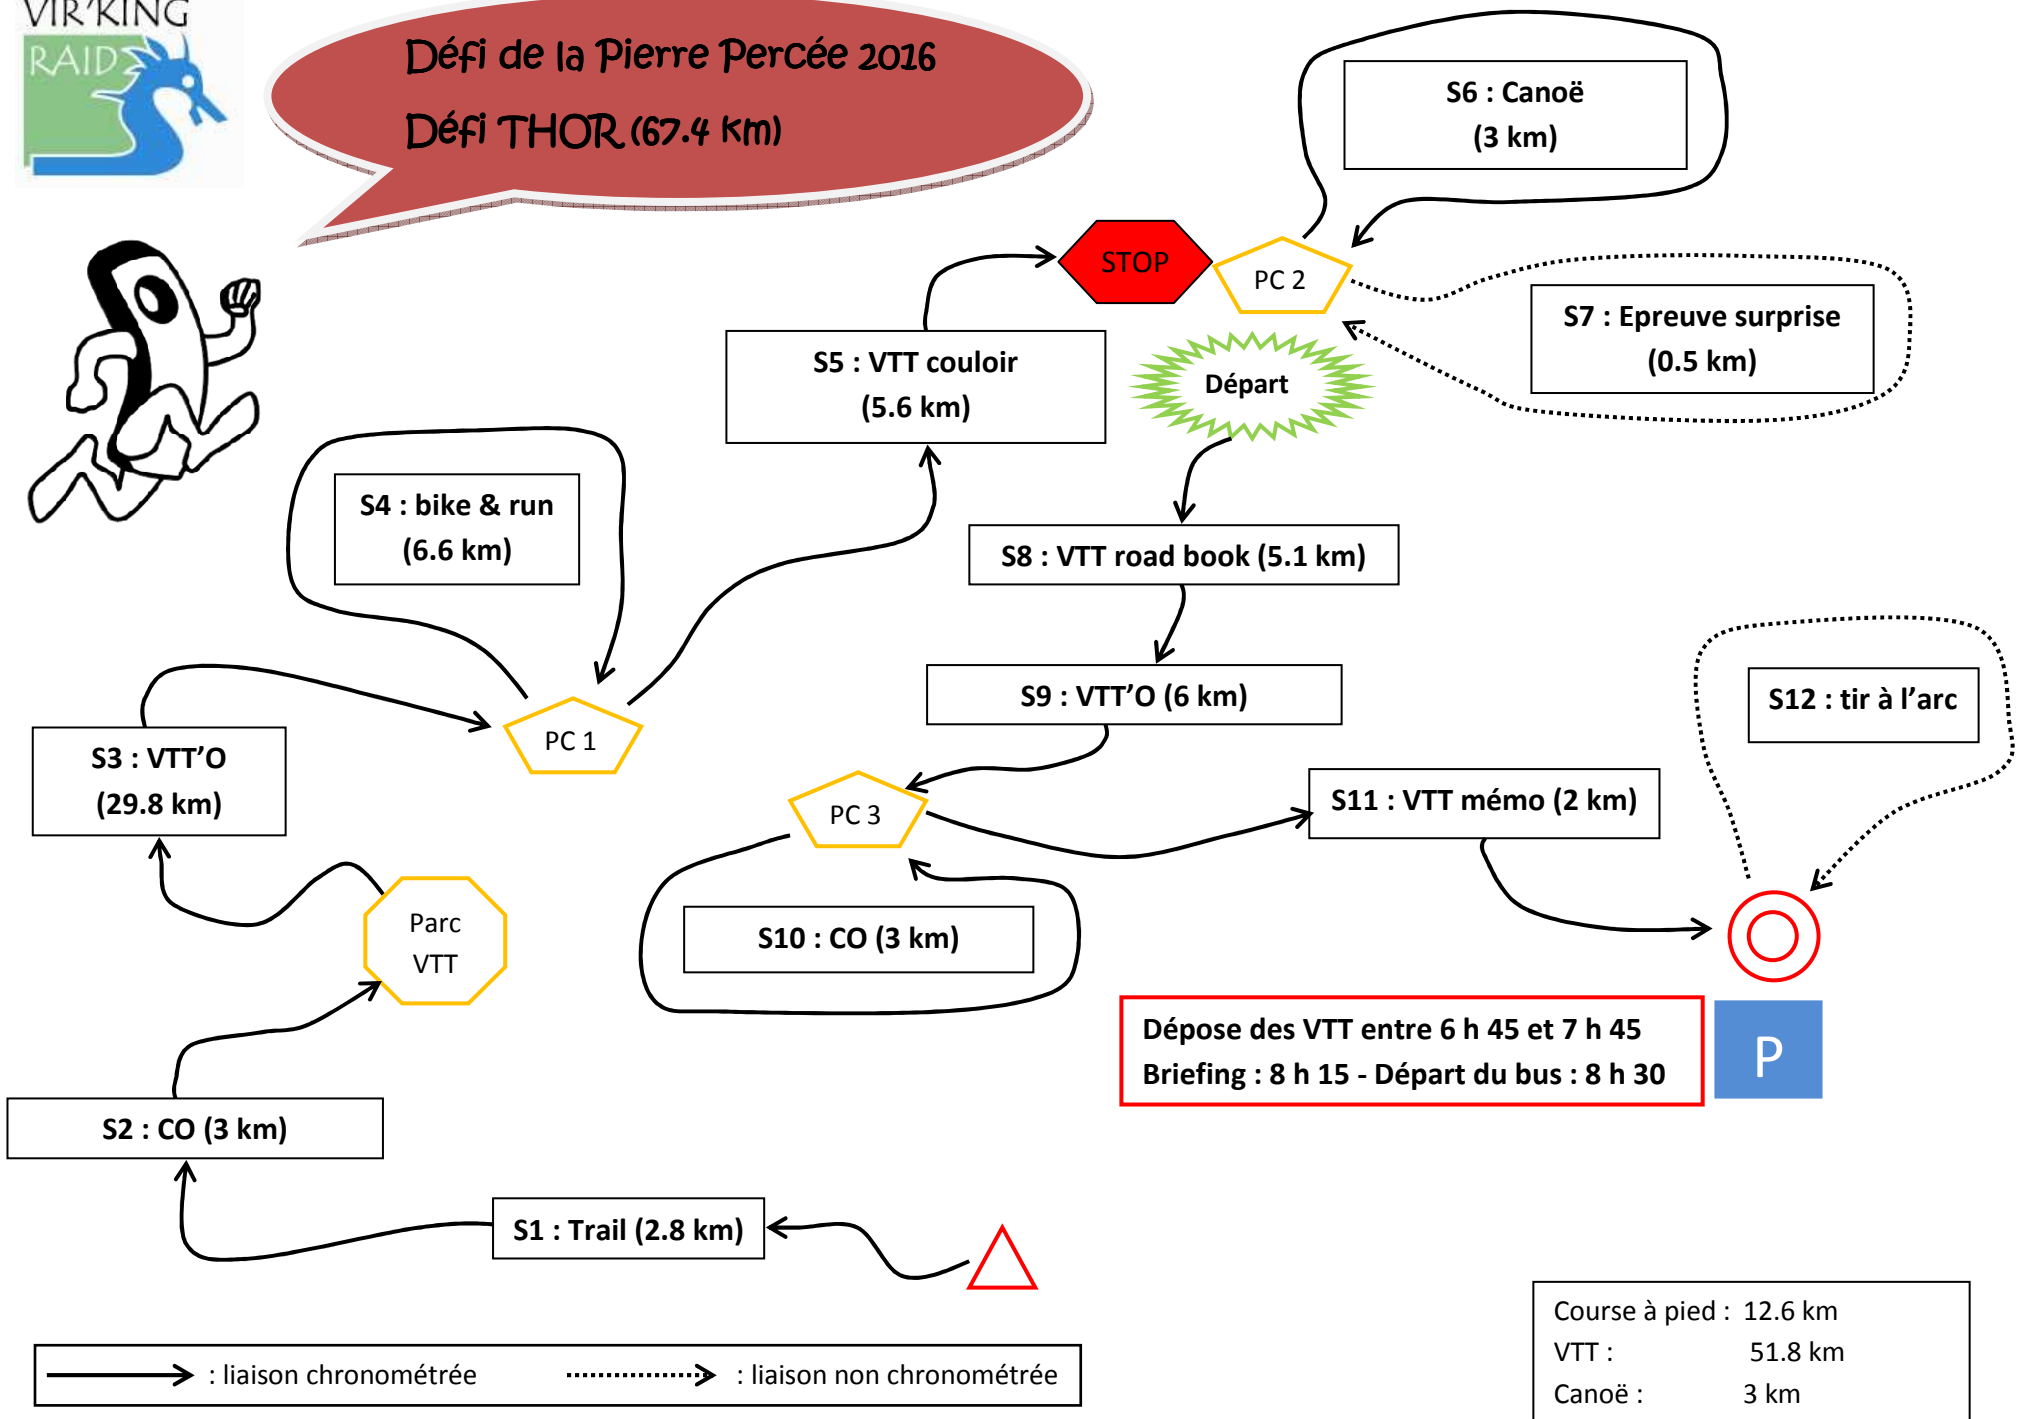 VIR'KING
RAID
Défi de la Pierre Percée 2016
Défi THOR (67.4 km)
S6 : Canoë
(3 km)
STOP
PC 2
S7 : Epreuve surprise
(0.5 km)
S5 : VTT couloir
(5.6 km)
Départ
S4 : bike & run
(6.6 km)
S8 : VTT road book (5.1 km)
S9 : VTT’O (6 km)
S12 : tir à l’arc
PC 1
S3 : VTT’O
(29.8 km)
PC 3
S11 : VTT mémo (2 km)
Parc
VTT
S10 : CO (3 km)
Dépose des VTT entre 6 h 45 et 7 h 45
Briefing : 8 h 15 - Départ du bus : 8 h 30
P
S2 : CO (3 km)
S1 : Trail (2.8 km)
Course à pied : 12.6 km
VTT : 51.8 km
Canoë : 3 km
: liaison chronométrée
: liaison non chronométrée